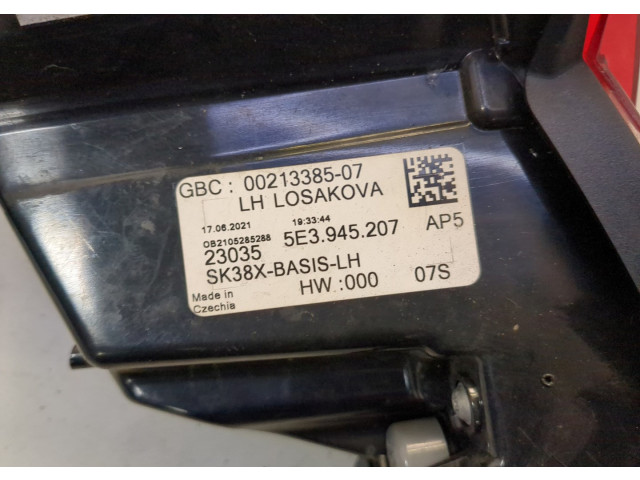 GBC: 00213385-07
LH LOSAKOVA
17.06.2021 19:33:44
OB2105285288 5E3.945.207 AP5
23035
SK38X-BASIS-LH
HW :000 07S
Made in
Czechia